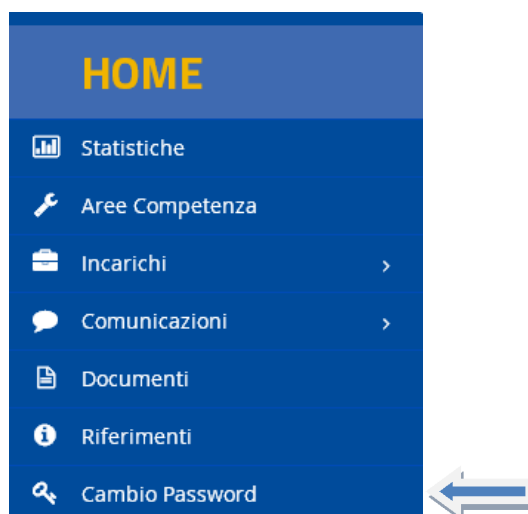 HOME
Statistiche
Aree Competenza
Incarichi
Comunicazioni
Documenti
Riferimenti
Cambio Password